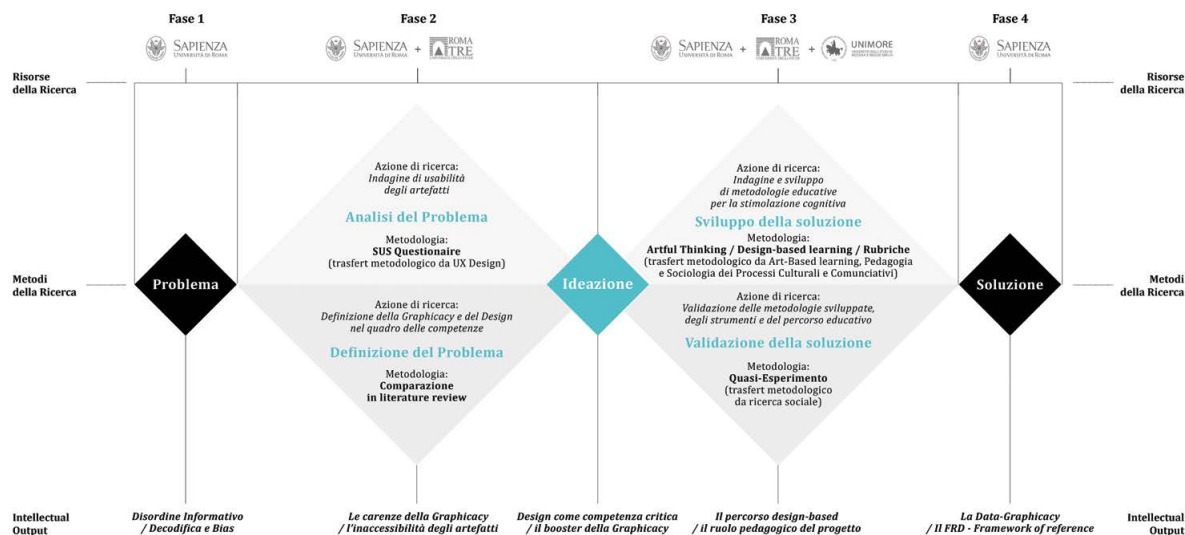 Fase 1
Fase 2
Fase 3
Fase 4
SAPIENZA
UNIVERSITÀ DI ROMA
SAPIENZA
UNIVERSITÀ DI ROMA
+
ROMA
TRE
UNIVERSITÀ DEGLI STUDI
SAPIENZA
UNIVERSITÀ DI ROMA
+
ROMA
TRE
UNIVERSITÀ DEGLI STUDI
+
UNIMORE
SAPIENZA
UNIVERSITÀ DI ROMA
Risorse
della Ricerca
Risorse
della Ricerca
Azione di ricerca:
Indagine di usabilità
degli artefatti
Analisi del Problema
Metodologia:
SUS Questionaire
(trasfert metodologico da UX Design)
Azione di ricerca:
Indagine e sviluppo
di metodologie educative
per la stimolazione cognitiva
Sviluppo della soluzione
Metodologia:
Artful Thinking / Design-based learning / Rubriche
(trasfert metodologico da Art-Based learning, Pedagogia
e Sociologia dei Processi Culturali e Comunciativi)
Metodi
della Ricerca
Problema
Ideazione
Soluzione
Metodi
della Ricerca
Azione di ricerca:
Definizione della Graphicacy e del Design
nel quadro delle competenze
Definizione del Problema
Metodologia:
Comparazione
in literature review
Azione di ricerca:
Validazione delle metodologie sviluppate,
degli strumenti e del percorso educativo
Validazione della soluzione
Metodologia:
Quasi-Esperimento
(trasfert metodologico
da ricerca sociale)
Intellectual
Output
Disordine Informativo
/ Decodifica e Bias
Le carenze della Graphicacy
/ l'inaccessibilità degli artefatti
Design come competenza critica
/ il booster della Graphicacy
Il percorso design-based
/ il ruolo pedagogico del progetto
La Data-Graphicacy
/ Il FRD - Framework of reference
Intellectual
Output